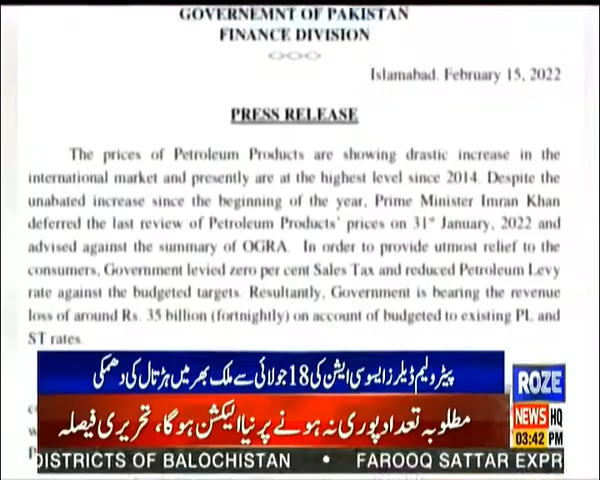 GOVERNEMNT OF PAKISTAN
FINANCE DIVISION
Islamabad, February 15, 2022
PRESS RELEASE
The prices of Petroleum Products are showing drastic increase in the
international market and presently are at the highest level since 2014. Despite the
unabated increase since the beginning of the year, Prime Minister Imran Khan
deferred the last review of Petroleum Products' prices on 31st January, 2022 and
advised against the summary of OGRA. In order to provide utmost relief to the
consumers, Government levied zero per cent Sales Tax and reduced Petroleum Levy
rate against the budgeted targets. Resultantly, Government is bearing the revenue
loss of around Rs. 35 billion (fortnightly) on account of budgeted to existing PL and
ST rates.
پیٹرولیم ڈیلرز ایسوسی ایشن کی 18 جولائی سے ملک بھر میں ہڑتال کی دھمکی
مطلوبہ تعداد پوری نہ ہونے پر نیا الیکشن ہوگا، تحریری فیصلہ
ROZE
NEWS HQ
03:42 PM
DISTRICTS OF BALOCHISTAN • FAROOQ SATTAR EXPR